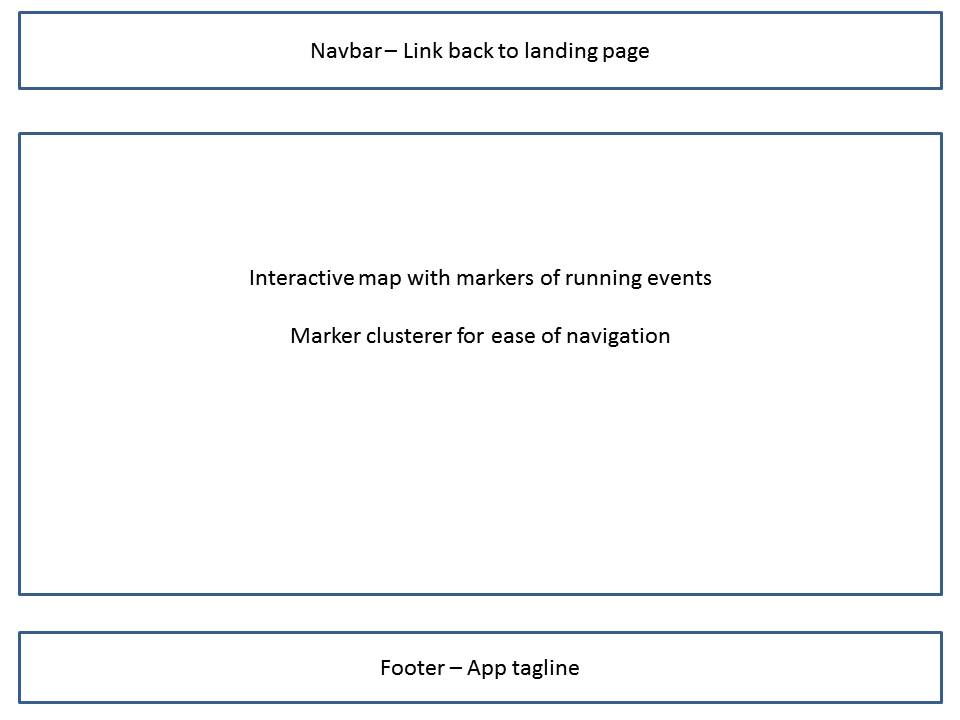 Navbar – Link back to landing page
Interactive map with markers of running events
Marker clusterer for ease of navigation
Footer – App tagline